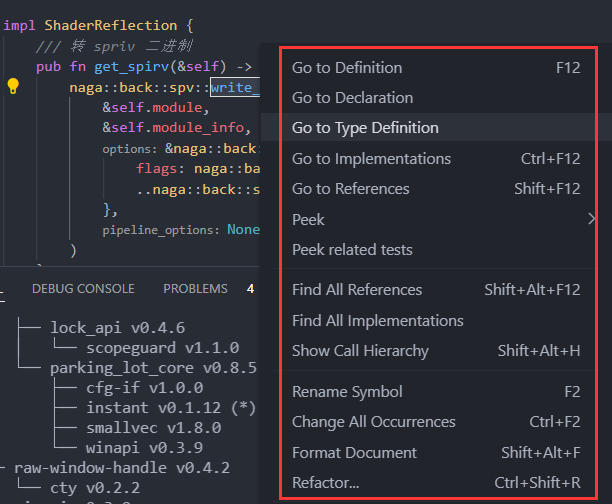 impl ShaderReflection {
/// 转 spriv 二进制
pub fn get_spirv(&self) ->
naga::back::spv::write_
&self.module,
&self.module_info,
options: &naga::back:
flags: naga::ba
..naga::back::s
},
pipeline_options: None
)
Go to Definition F12
Go to Declaration
Go to Type Definition
Go to Implementations Ctrl+F12
Go to References Shift+F12
Peek
Peek related tests
Find All References Shift+Alt+F12
Find All Implementations
Show Call Hierarchy Shift+Alt+H
Rename Symbol F2
Change All Occurrences Ctrl+F2
Format Document Shift+Alt+F
Refactor... Ctrl+Shift+R
DEBUG CONSOLE PROBLEMS 4
├── lock_api v0.4.6
│   └── scopeguard v1.1.0
└── parking_lot_core v0.8.5
├── cfg-if v1.0.0
├── instant v0.1.12 (*)
├── smallvec v1.8.0
└── winapi v0.3.9
raw-window-handle v0.4.2
└── cty v0.2.2